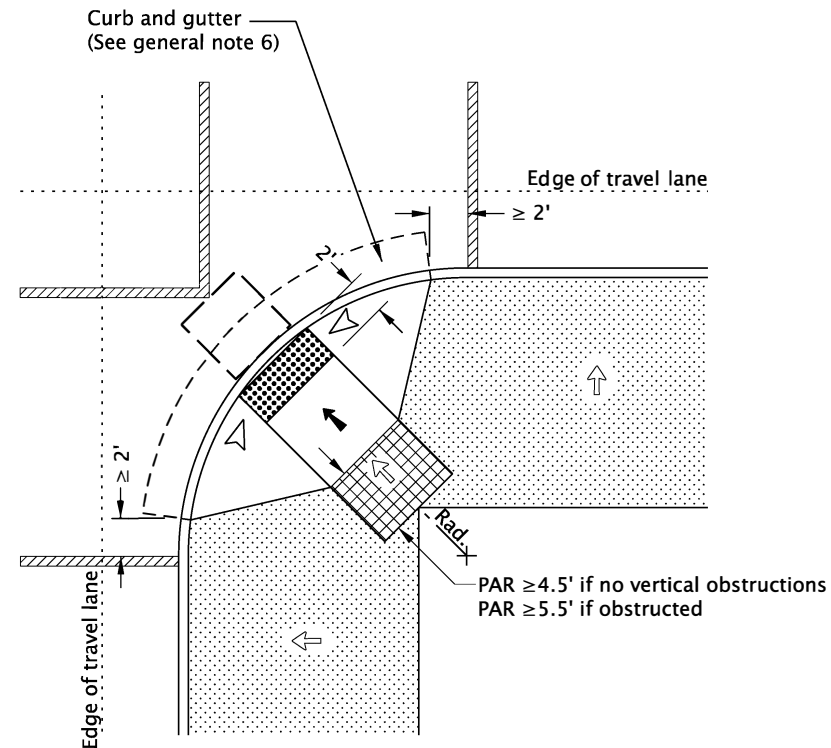 Curb and gutter
(See general note 6)
Edge of travel lane
≥ 2'
2'
≥ 2'
Rad.
PAR ≥4.5' if no vertical obstructions
PAR ≥5.5' if obstructed
Edge of travel lane